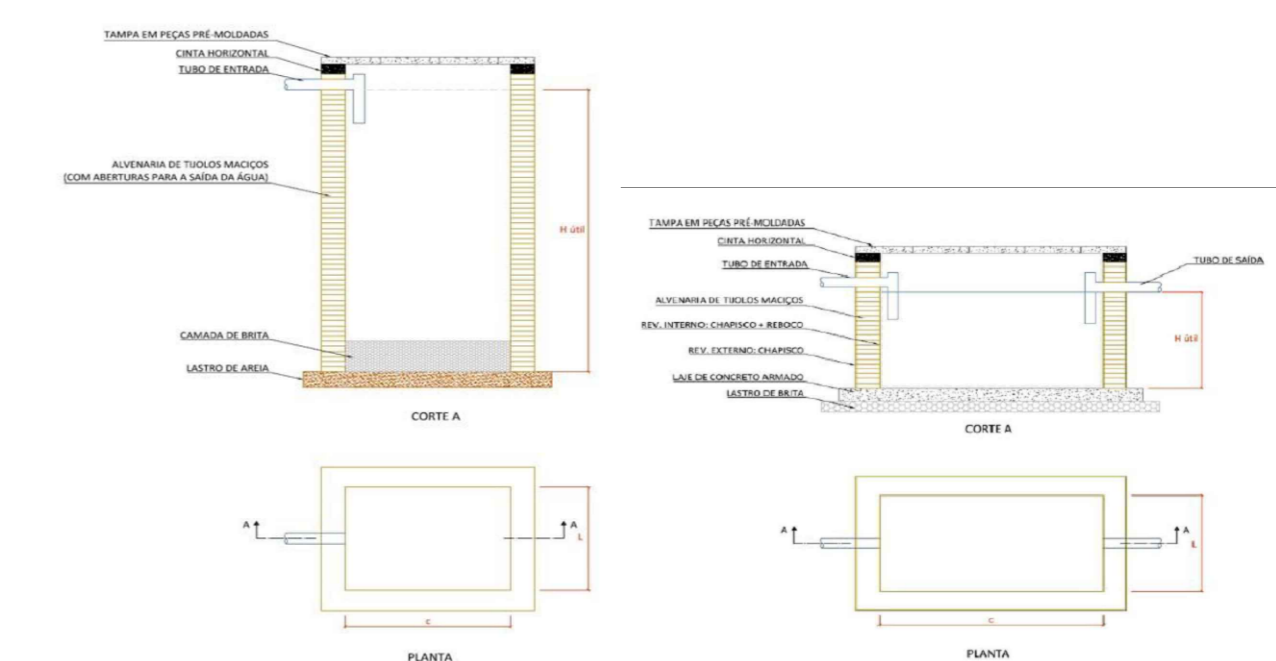 TAMPA EM PEÇAS PRÉ-MOLDADAS
CINTA HORIZONTAL
TUBO DE ENTRADA
ALVENARIA DE TIJOLOS MACIÇOS
(COM ABERTURAS PARA A SAÍDA DA ÁGUA)
H útil
CAMADA DE BRITA
LASTRO DE AREIA
CORTE A
A
A
L
C
PLANTA
TAMPA EM PEÇAS PRÉ-MOLDADAS
CINTA HORIZONTAL
TUBO DE ENTRADA
TUBO DE SAÍDA
ALVENARIA DE TIJOLOS MACIÇOS
REV. INTERNO: CHAPISCO + REBOCO
H útil
REV. EXTERNO: CHAPISCO
LAJE DE CONCRETO ARMADO
LASTRO DE BRITA
CORTE A
A
A
L
C
PLANTA